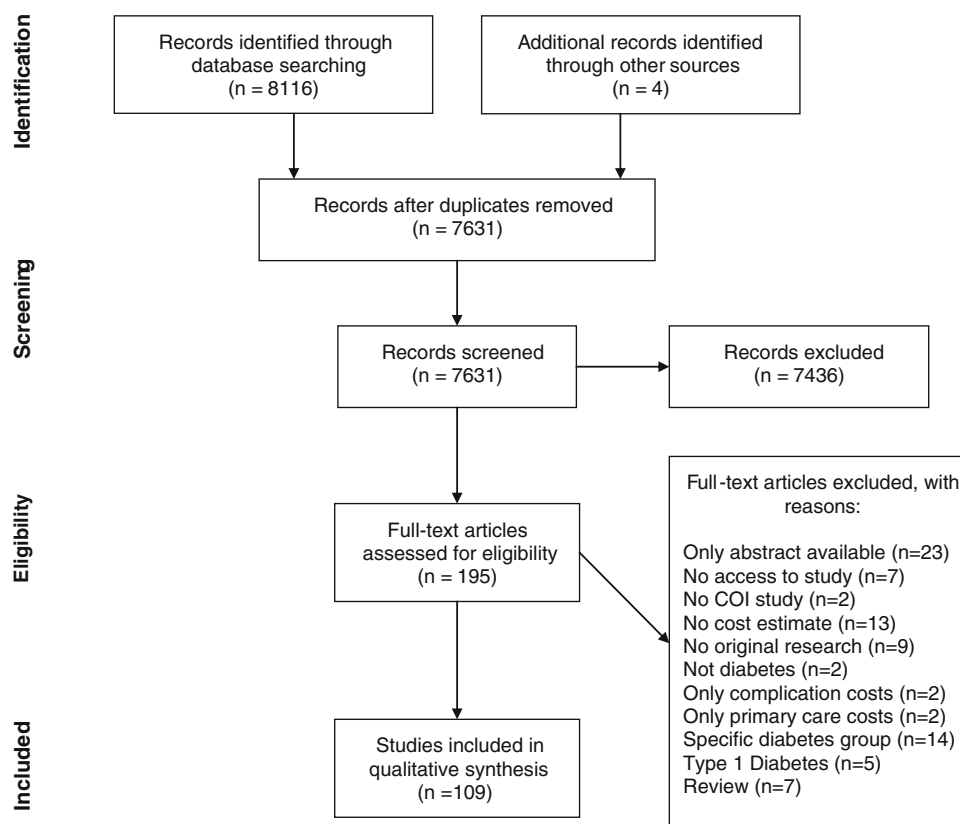 Identification
Records identified through
database searching
(n = 8116)
Additional records identified
through other sources
(n = 4)
Records after duplicates removed
(n = 7631)
Screening
Records screened
(n = 7631)
Records excluded
(n = 7436)
Eligibility
Full-text articles
assessed for eligibility
(n = 195)
Full-text articles excluded, with
reasons:
Only abstract available (n=23)
No access to study (n=7)
No COI study (n=2)
No cost estimate (n=13)
No original research (n=9)
Not diabetes (n=2)
Only complication costs (n=2)
Only primary care costs (n=2)
Specific diabetes group (n=14)
Type 1 Diabetes (n=5)
Review (n=7)
Included
Studies included in
qualitative synthesis
(n =109)